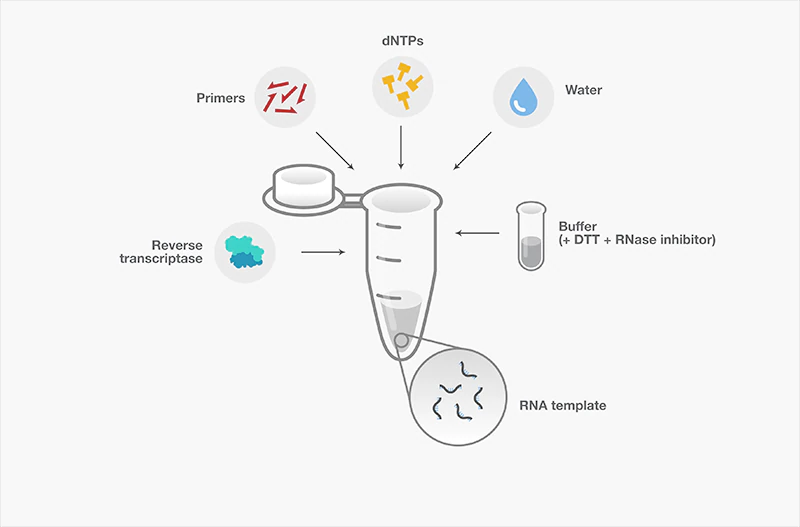 dNTPs
Primers
Water
Reverse
transcriptase
Buffer
(+ DTT + RNase inhibitor)
RNA template